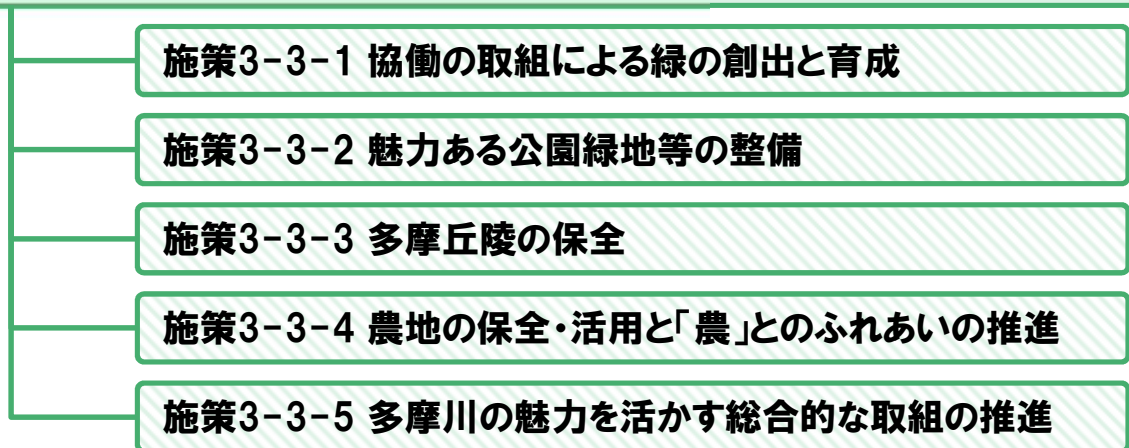 施策3-3-1 協働の取組による緑の創出と育成
施策3-3-2 魅力ある公園緑地等の整備
施策3-3-3 多摩丘陵の保全
施策3-3-4 農地の保全・活用と「農」とのふれあいの推進
施策3-3-5 多摩川の魅力を活かす総合的な取組の推進